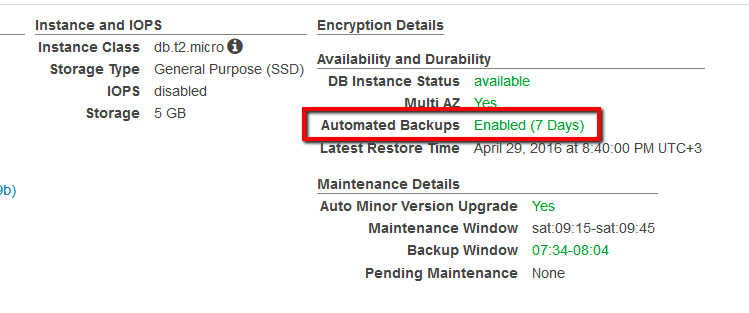 Instance and IOPS
Instance Class db.t2.micro
Storage Type General Purpose (SSD)
IOPS disabled
Storage 5 GB
9b)
Encryption Details
Availability and Durability
DB Instance Status available
Multi AZ Yes
Automated Backups Enabled (7 Days)
Latest Restore Time April 29, 2016 at 8:40:00 PM UTC+3
Maintenance Details
Auto Minor Version Upgrade Yes
Maintenance Window sat:09:15-sat:09:45
Backup Window 07:34-08:04
Pending Maintenance None